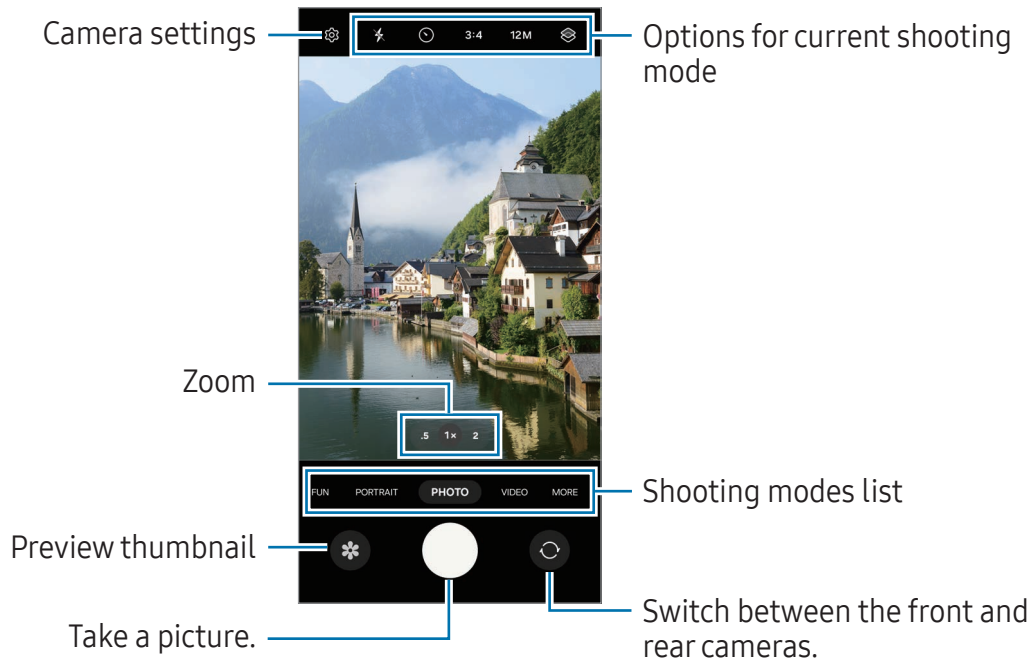 Camera settings
3:4
12M
Options for current shooting
mode
Zoom
.5 1× 2
FUN PORTRAIT PHOTO VIDEO MORE
Shooting modes list
Preview thumbnail
Take a picture.
Switch between the front and
rear cameras.